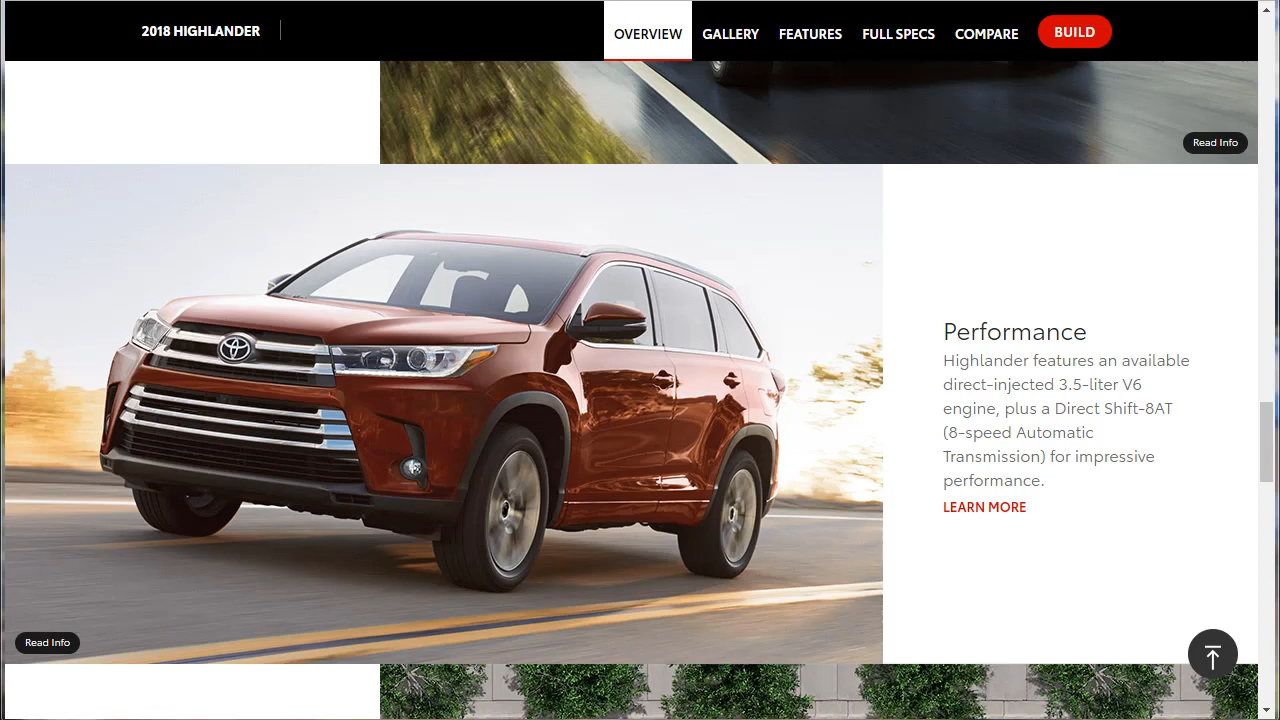 2018 HIGHLANDER
OVERVIEW
GALLERY
FEATURES
FULL SPECS
COMPARE
BUILD
Read Info
Performance
Highlander features an available
direct-injected 3.5-liter V6
engine, plus a Direct Shift-8AT
(8-speed Automatic
Transmission) for impressive
performance.
LEARN MORE
Read Info